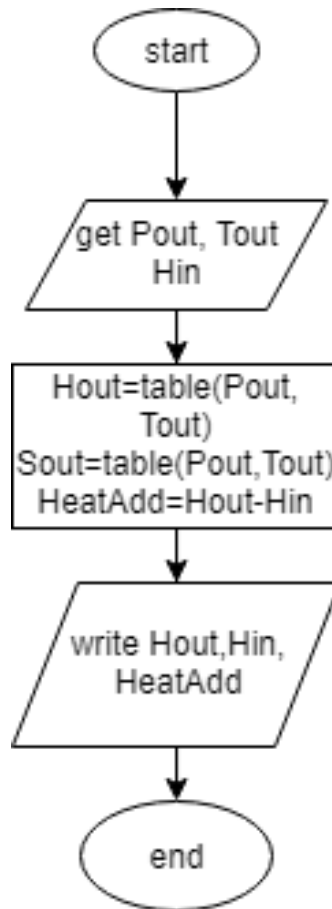 start
get Pout, Tout
Hin
Hout=table(Pout,
Tout)
Sout=table(Pout,Tout)
HeatAdd=Hout-Hin
write Hout,Hin,
HeatAdd
end